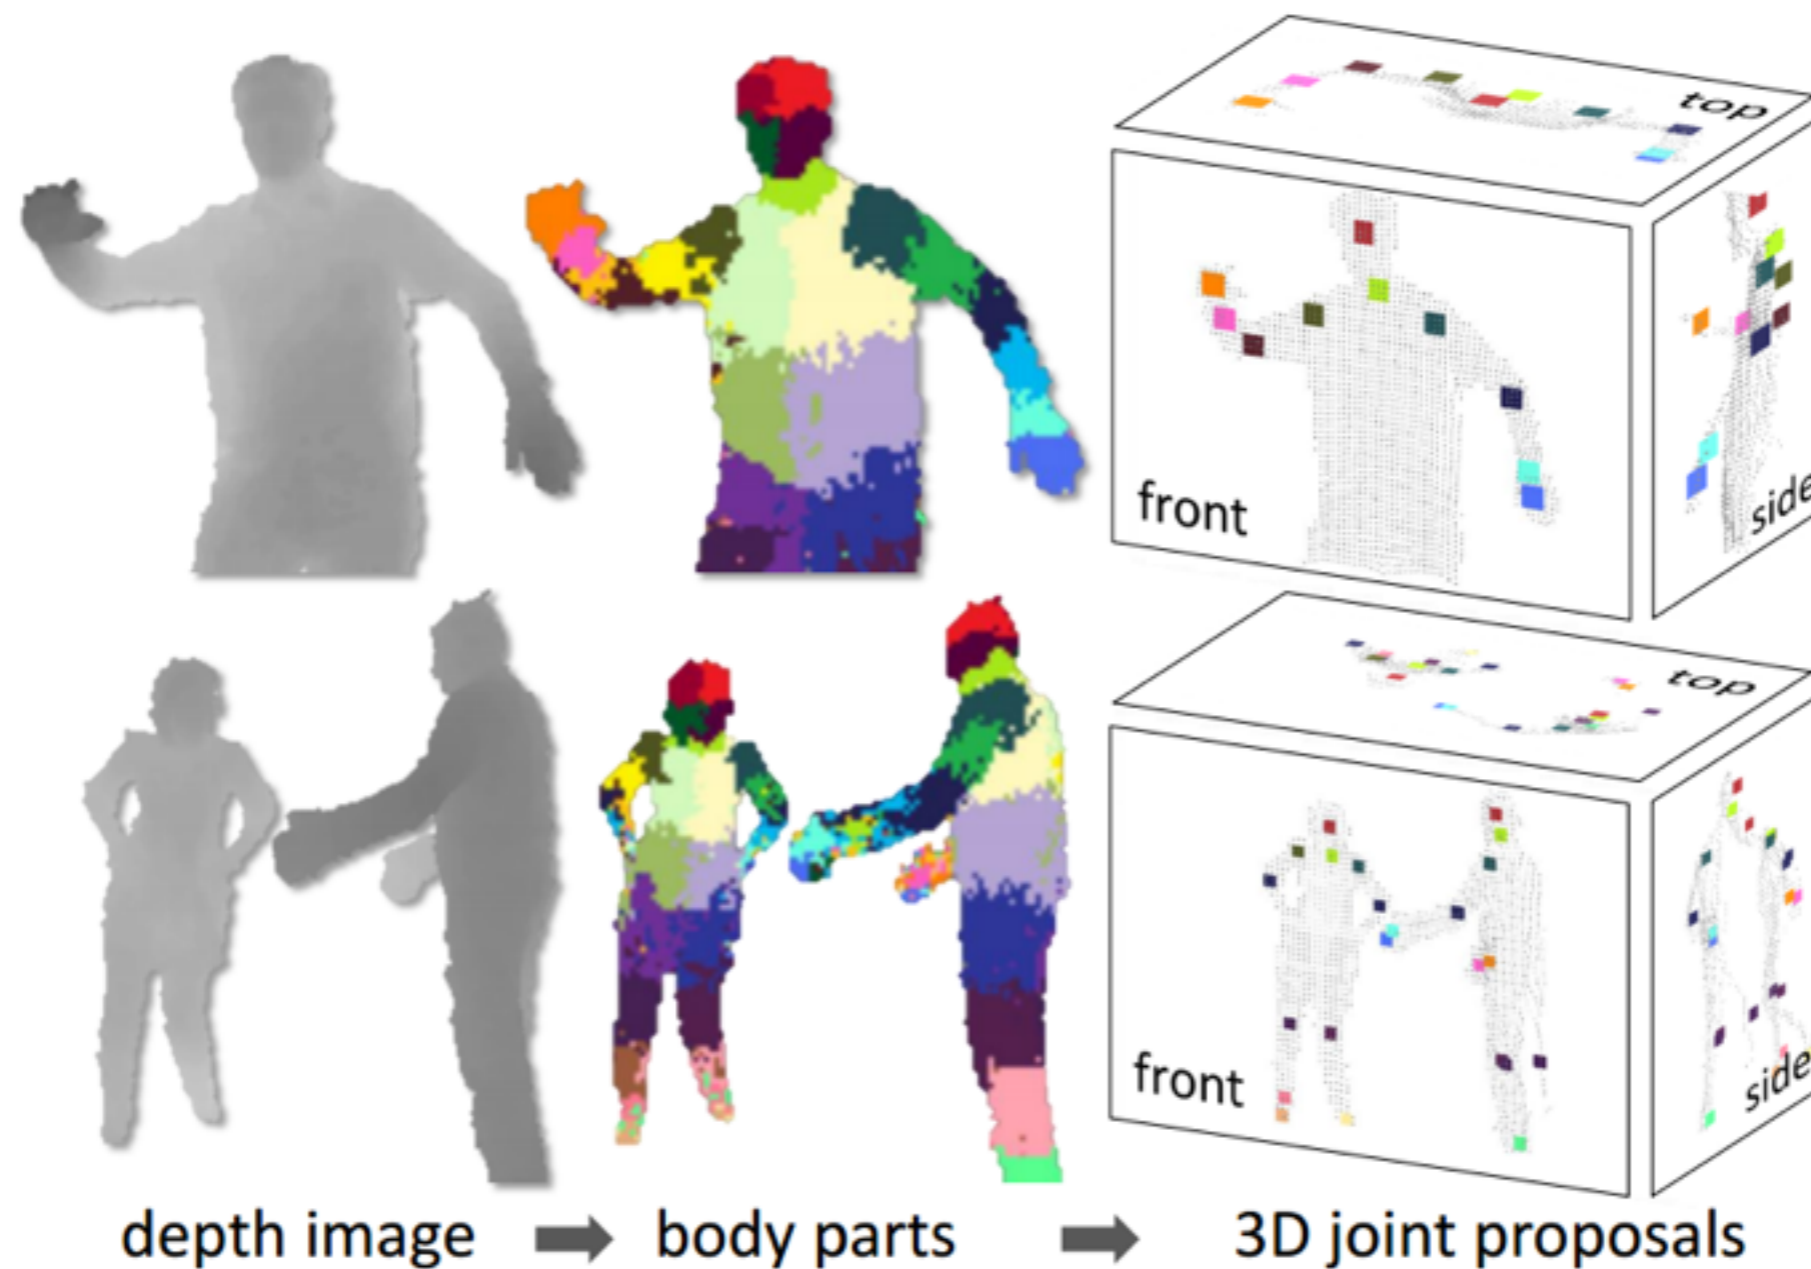 top
front
side
top
front
side
depth image
body parts
3D joint proposals